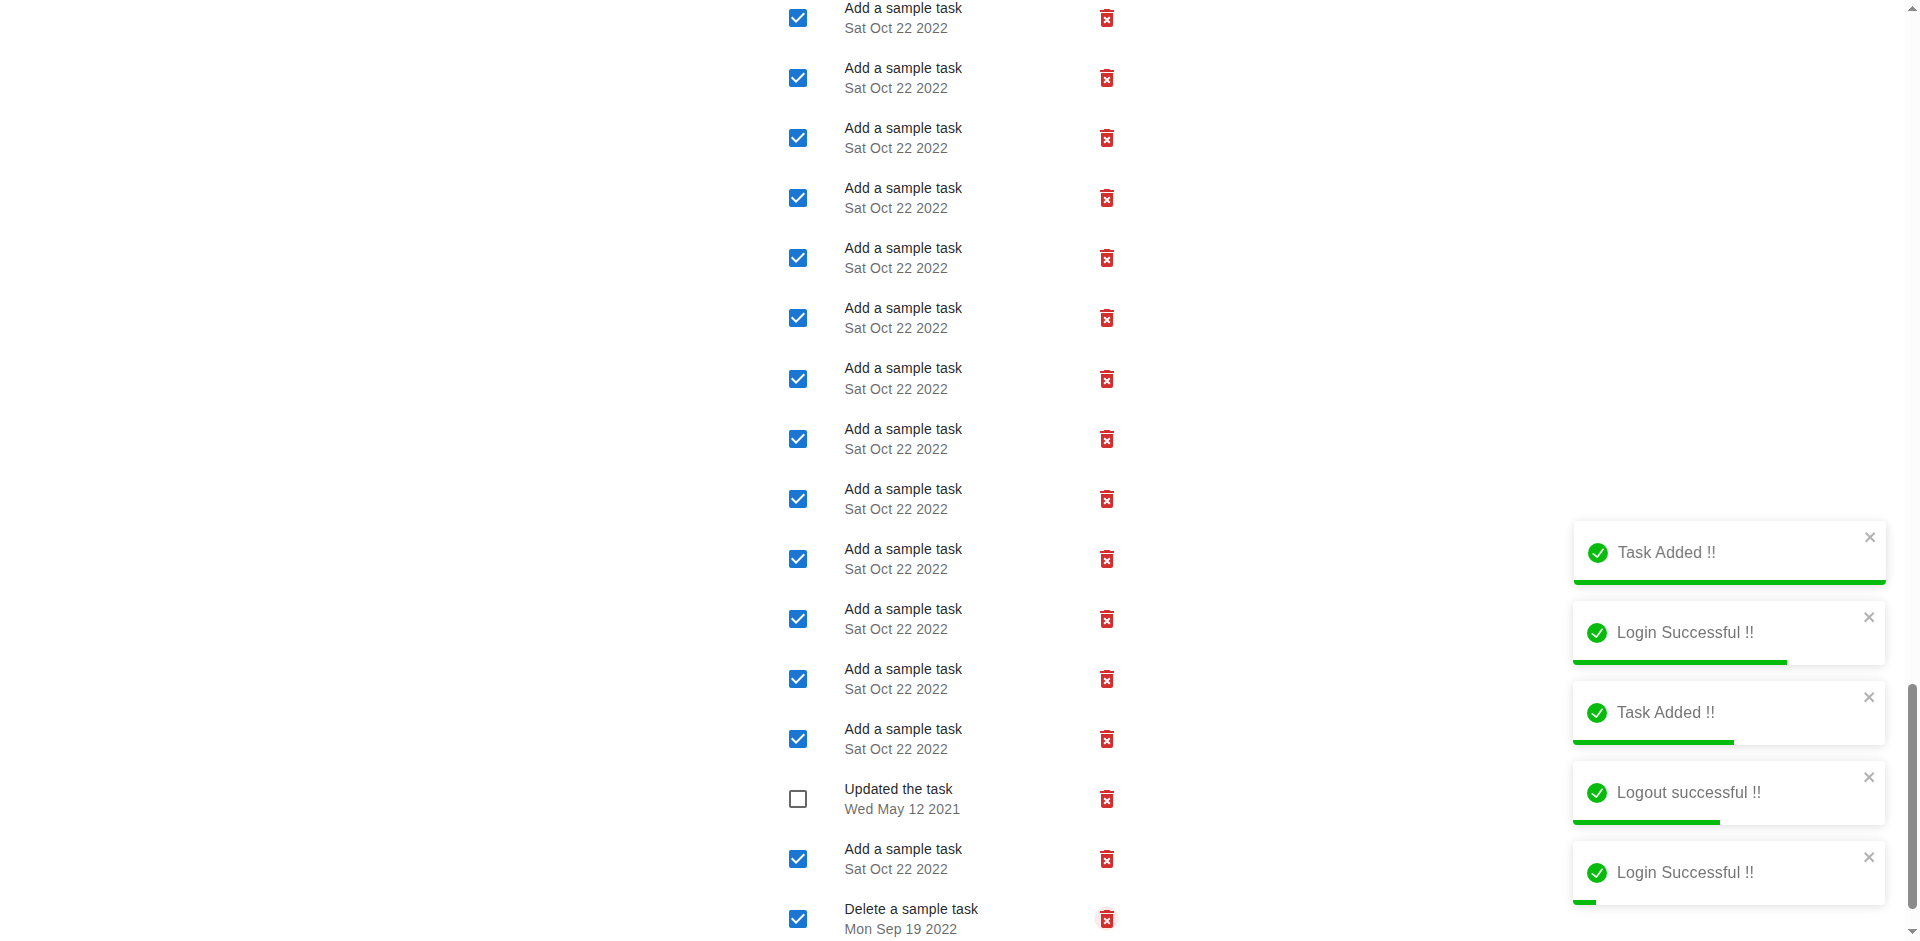 Add a sample task
Sat Oct 22 2022
Add a sample task
Sat Oct 22 2022
Add a sample task
Sat Oct 22 2022
Add a sample task
Sat Oct 22 2022
Add a sample task
Sat Oct 22 2022
Add a sample task
Sat Oct 22 2022
Add a sample task
Sat Oct 22 2022
Add a sample task
Sat Oct 22 2022
Add a sample task
Sat Oct 22 2022
Add a sample task
Sat Oct 22 2022
Add a sample task
Sat Oct 22 2022
Add a sample task
Sat Oct 22 2022
Add a sample task
Sat Oct 22 2022
Updated the task
Wed May 12 2021
Add a sample task
Sat Oct 22 2022
Delete a sample task
Mon Sep 19 2022
Task Added !!
Login Successful !!
Task Added !!
Logout successful !!
Login Successful !!